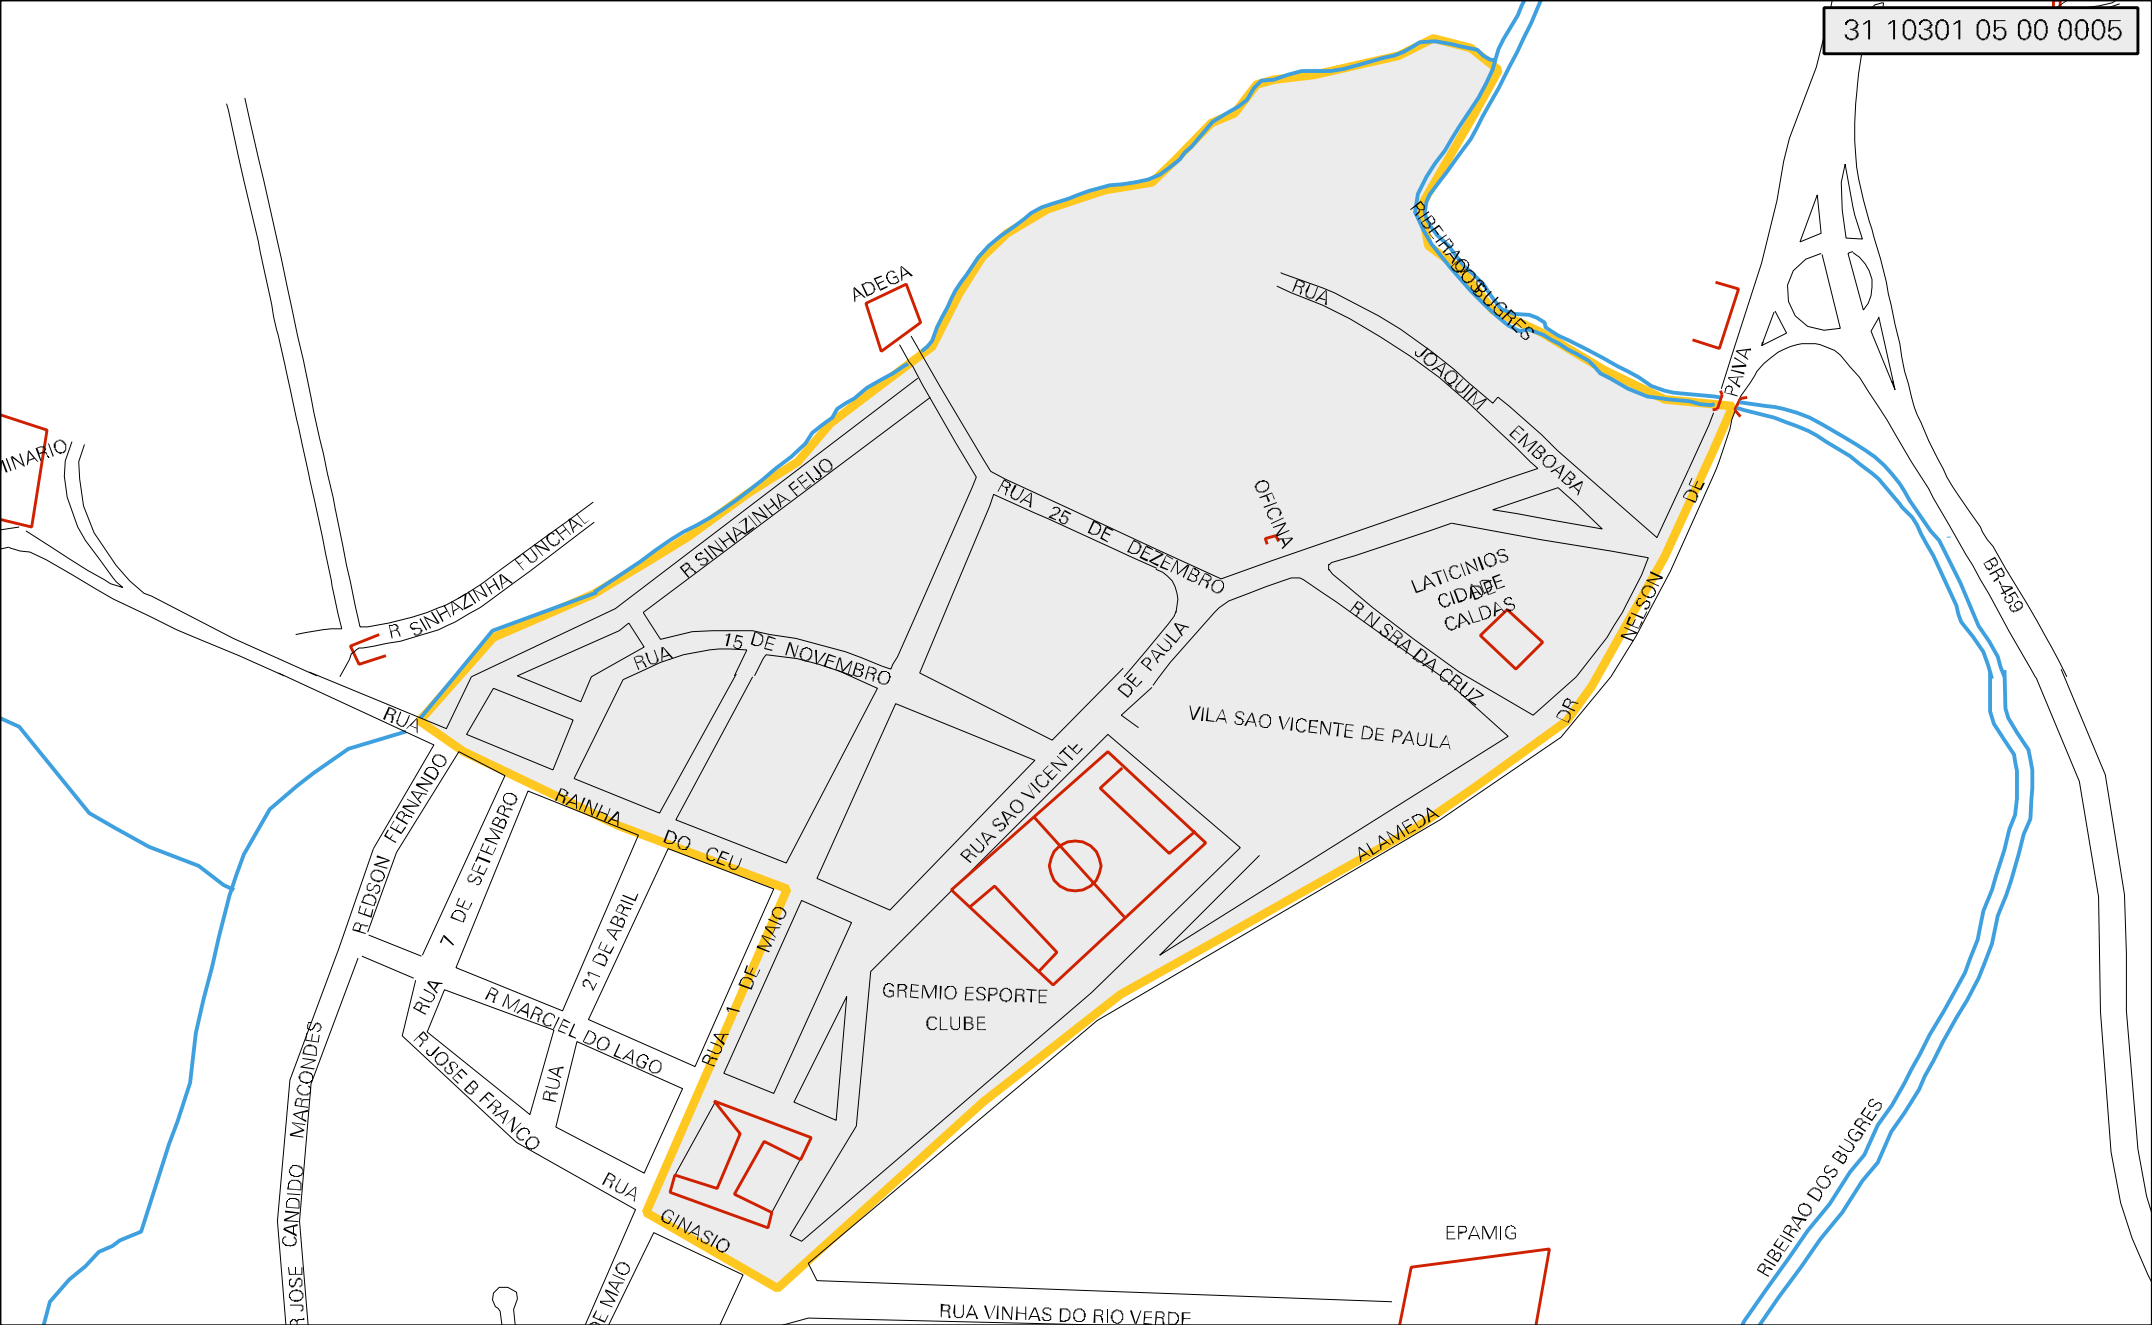 31 10301 05 00 0005
RIBEIRAO DOS BUGRES
ADEGA
RUA JOAQUIM EMBOABA
PAIVA
MINARIO
R SINHAZINHA FEIJO
R SINHAZINHA FUNCHAL
RUA 25 DE DEZEMBRO
OFICINA
DE
BR-459
LATICINIOS
CIDADE
DE
CALDAS
NELSON
R N.SRA DA CRUZ
RUA 15 DE NOVEMBRO
DE PAULA
DR
VILA SAO VICENTE DE PAULA
RUA
RUA SAO VICENTE
R EDSON FERNANDO
RAINHA DO CEU
7 DE SETEMBRO
ALAMEDA
21 DE ABRIL
RUA 1 DE MAIO
RUA
R MARCIEL DO LAGO
GREMIO ESPORTE
CLUBE
R JOSE B FRANCO
RUA
R JOSE CANDIDO MARCONDES
RUA
GINASIO
RIBEIRAO DOS BUGRES
EPAMIG
DE MAIO
RUA VINHAS DO RIO VERDE